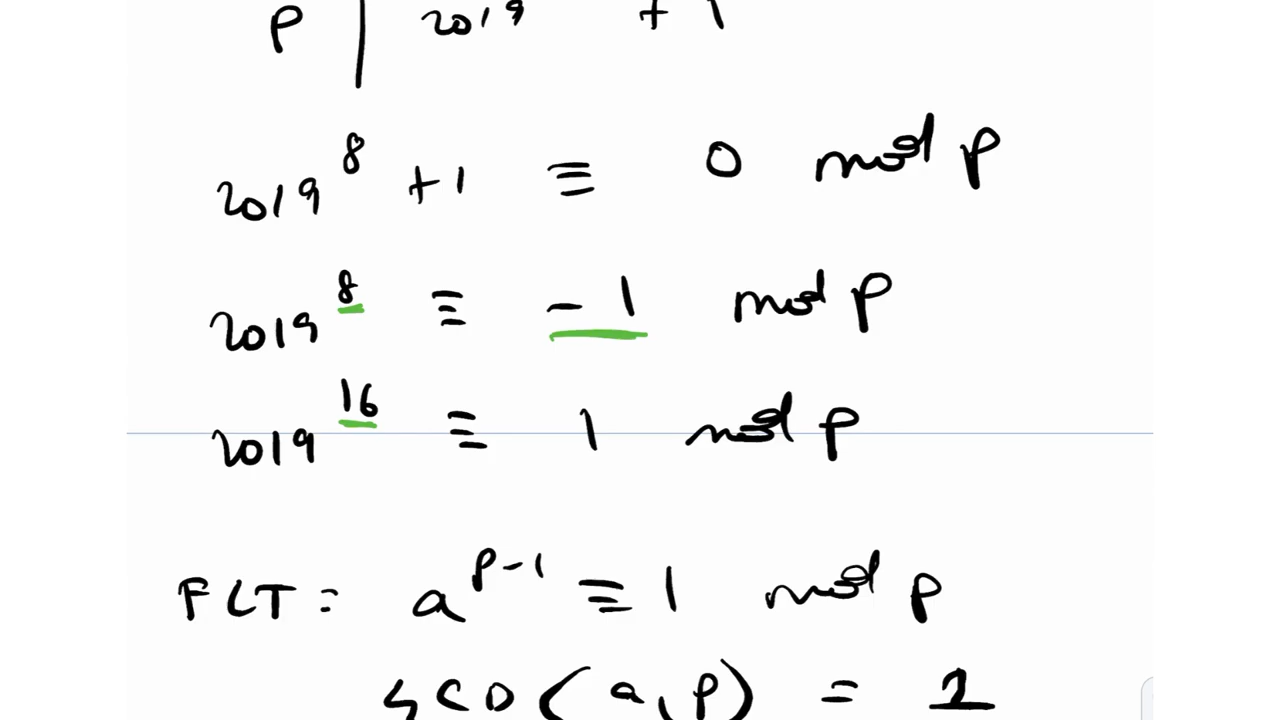 p | 2019 + 1
2019^8 + 1 ≡ 0 mod p
2019^8 ≡ - 1 mod p
2019^16 ≡ 1 mod p
FLT: a^p-1 ≡ 1 mod p
GCD (a, p) = 1